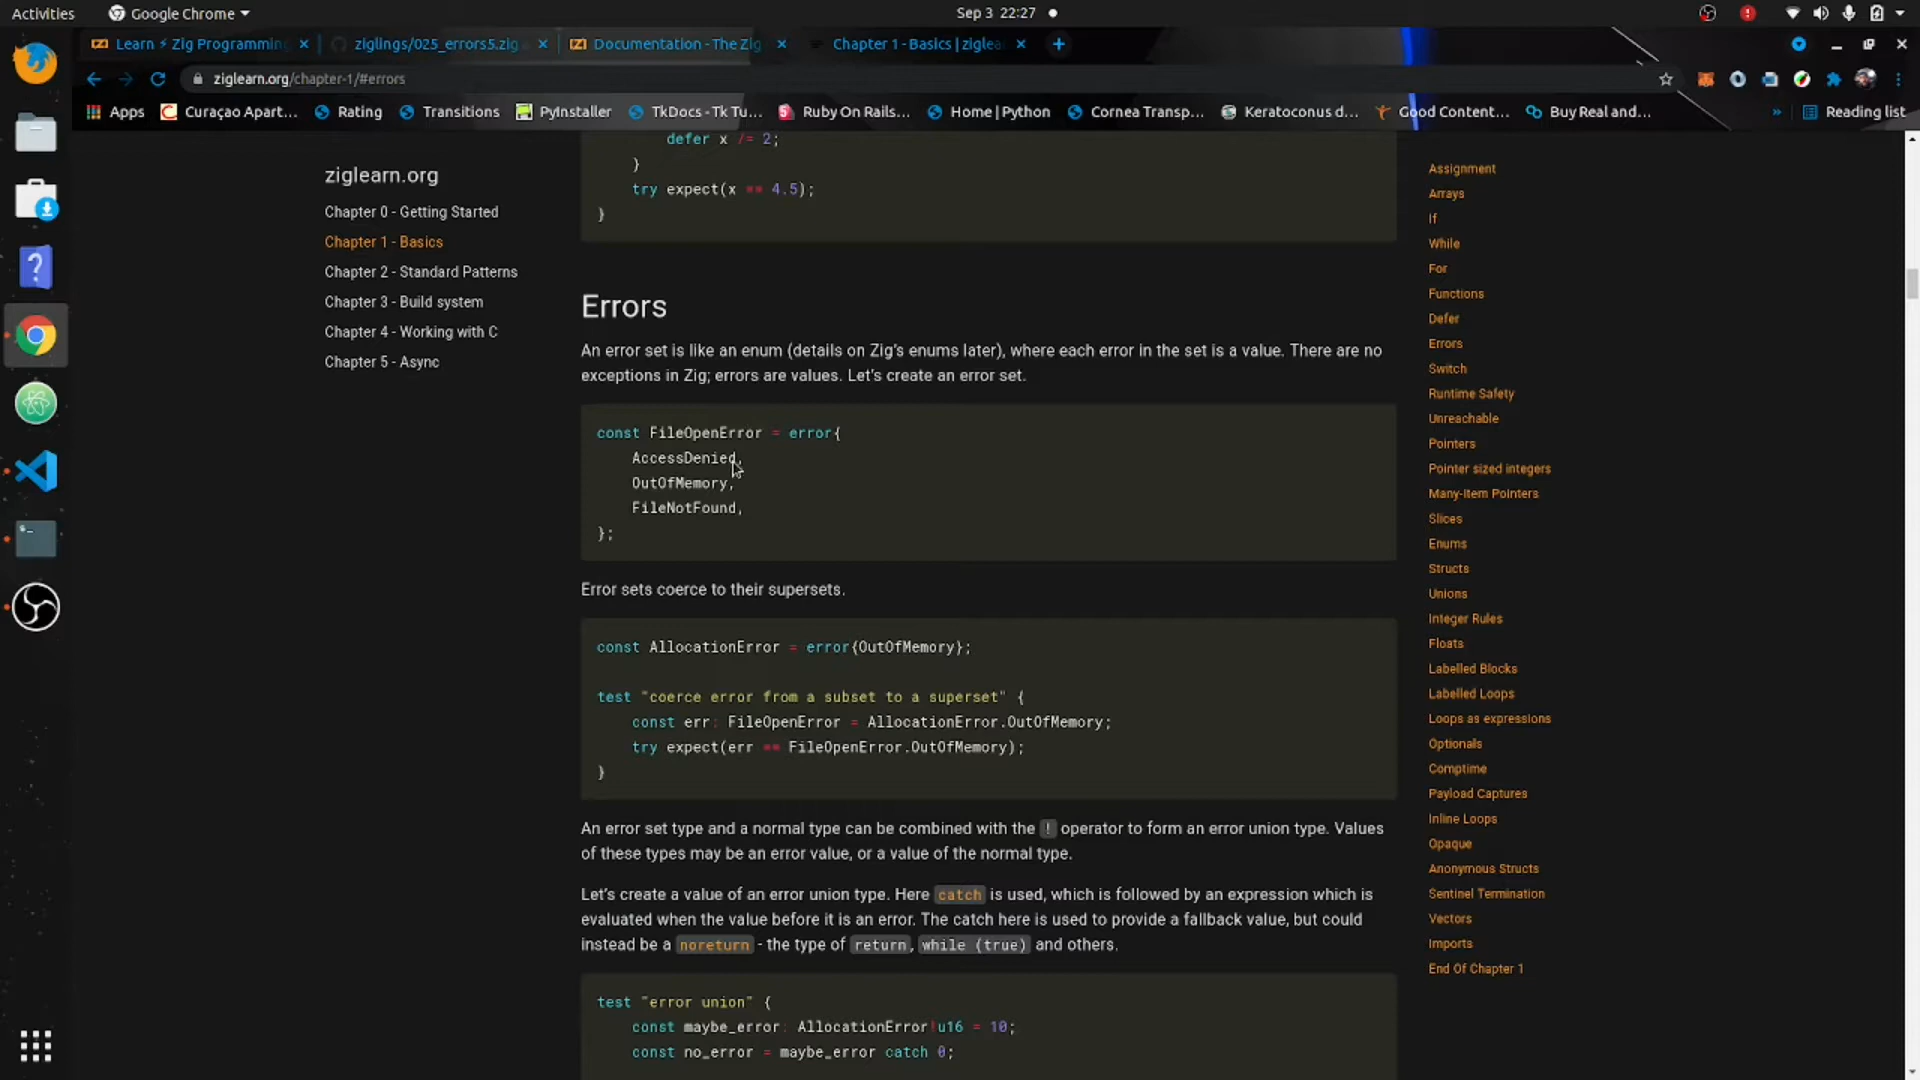 Activities
Google Chrome
Sep 3 22:27
Learn ⚡ Zig Programming
ziglings/025_errors5.zig
Documentation - The Zig
Chapter 1 - Basics | ziglea
ziglearn.org/chapter-1/#errors
Apps
Curaçao Apart...
Rating
Transitions
PyInstaller
TkDocs - Tk Tu...
Ruby On Rails...
Home | Python
Cornea Transp...
Keratoconus d...
Good Content...
Buy Real and...
»
Reading list
ziglearn.org
Chapter 0 - Getting Started
Chapter 1 - Basics
Chapter 2 - Standard Patterns
Chapter 3 - Build system
Chapter 4 - Working with C
Chapter 5 - Async
defer x /= 2;
}
try expect(x == 4.5);
}
Errors
An error set is like an enum (details on Zig's enums later), where each error in the set is a value. There are no
exceptions in Zig; errors are values. Let's create an error set.
const FileOpenError = error{
AccessDenied,
OutOfMemory,
FileNotFound,
};
Error sets coerce to their supersets.
const AllocationError = error{OutOfMemory};
test "coerce error from a subset to a superset" {
const err: FileOpenError = AllocationError.OutOfMemory;
try expect(err == FileOpenError.OutOfMemory);
}
An error set type and a normal type can be combined with the ! operator to form an error union type. Values
of these types may be an error value, or a value of the normal type.
Let's create a value of an error union type. Here catch is used, which is followed by an expression which is
evaluated when the value before it is an error. The catch here is used to provide a fallback value, but could
instead be a noreturn - the type of return, while (true) and others.
test "error union" {
const maybe_error: AllocationError!u16 = 10;
const no_error = maybe_error catch 0;
Assignment
Arrays
If
While
For
Functions
Defer
Errors
Switch
Runtime Safety
Unreachable
Pointers
Pointer sized integers
Many-Item Pointers
Slices
Enums
Structs
Unions
Integer Rules
Floats
Labelled Blocks
Labelled Loops
Loops as expressions
Optionals
Comptime
Payload Captures
Inline Loops
Opaque
Anonymous Structs
Sentinel Termination
Vectors
Imports
End Of Chapter 1